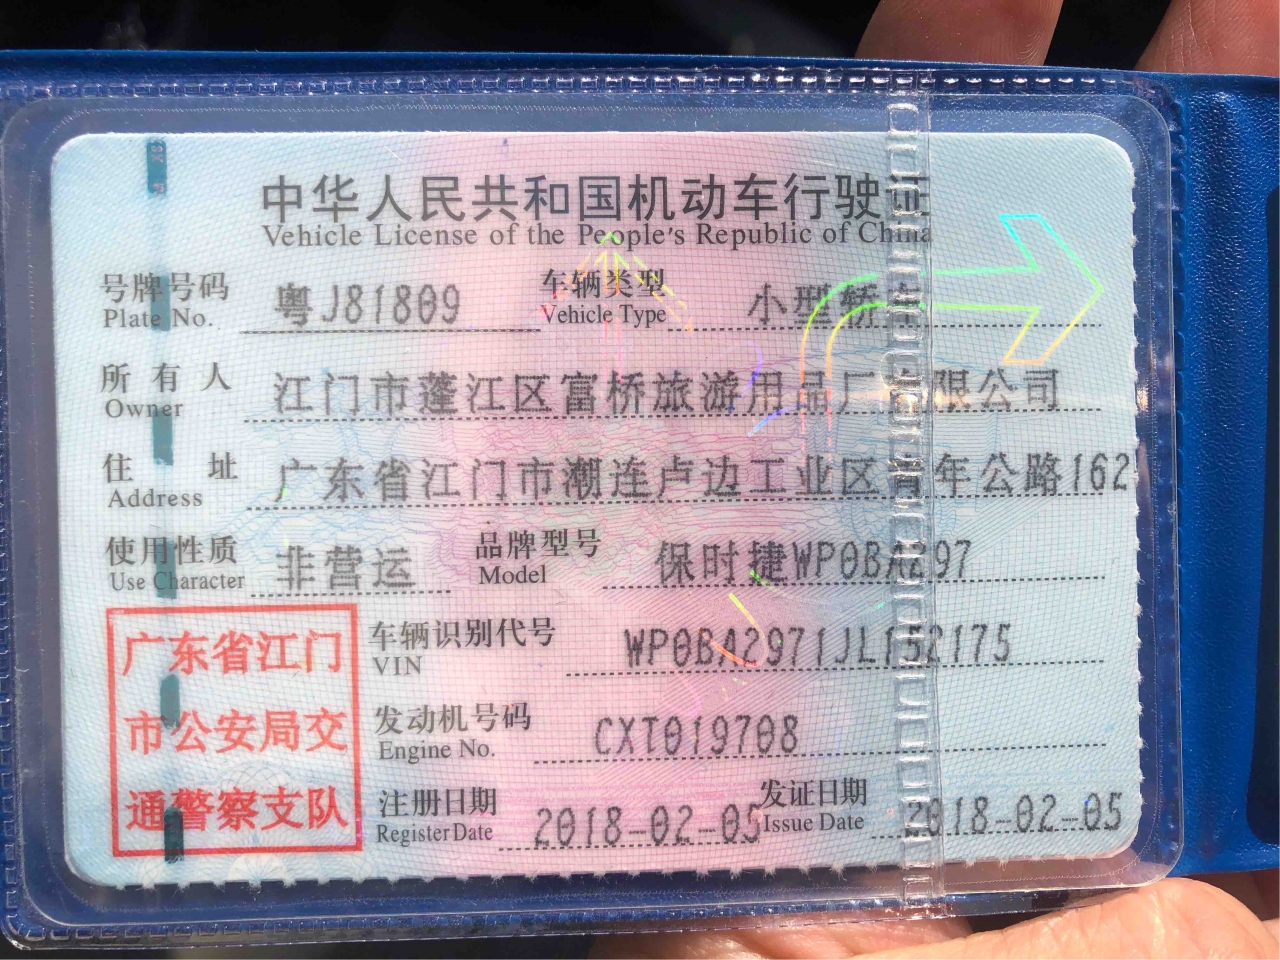 中华人民共和国机动车行驶证
Vehicle License of the People's Republic of China
号牌号码 粤J81809 车辆类型 小型轿车
Plate No. Vehicle Type
所有人 江门市蓬江区富桥旅游用品厂有限公司
Owner
住址 广东省江门市潮连卢边工业区青年公路162
Address
使用性质 非营运 品牌型号 保时捷WP0BA297
Use Character Model
广东省江门
市公安局交
通警察支队
车辆识别代号 WP0BA2971JL152175
VIN
发动机号码 CXT019708
Engine No.
注册日期 2018-02-05 发证日期 2018-02-05
Register Date Issue Date